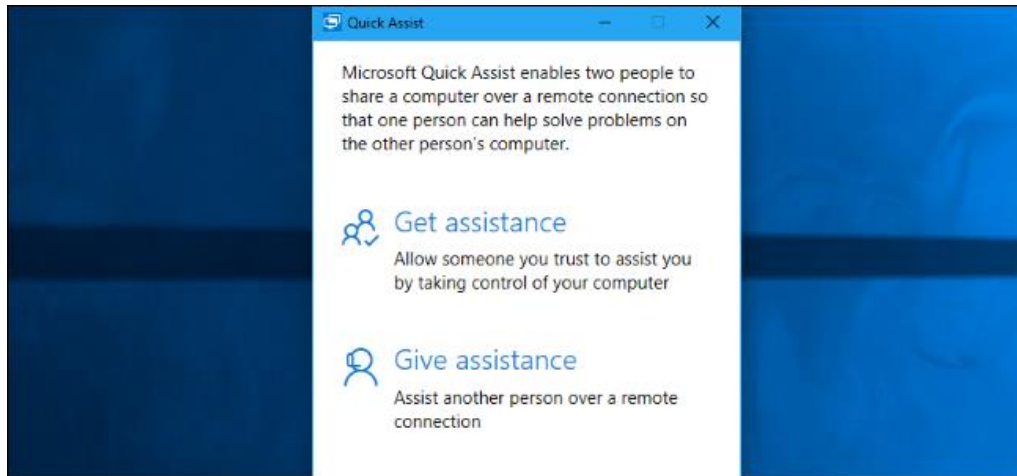 Quick Assist
Microsoft Quick Assist enables two people to
share a computer over a remote connection so
that one person can help solve problems on
the other person's computer.
Get assistance
Allow someone you trust to assist you
by taking control of your computer
Give assistance
Assist another person over a remote
connection